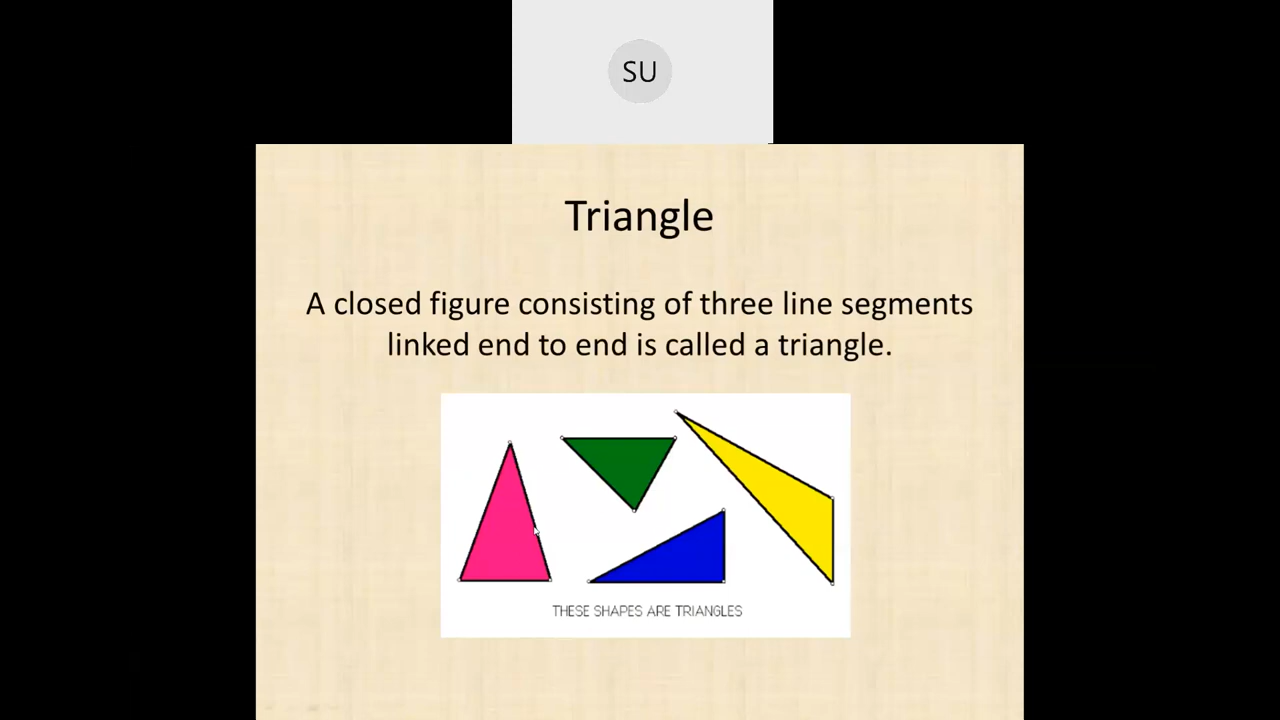 SU
Triangle
A closed figure consisting of three line segments
linked end to end is called a triangle.
THESE SHAPES ARE TRIANGLES